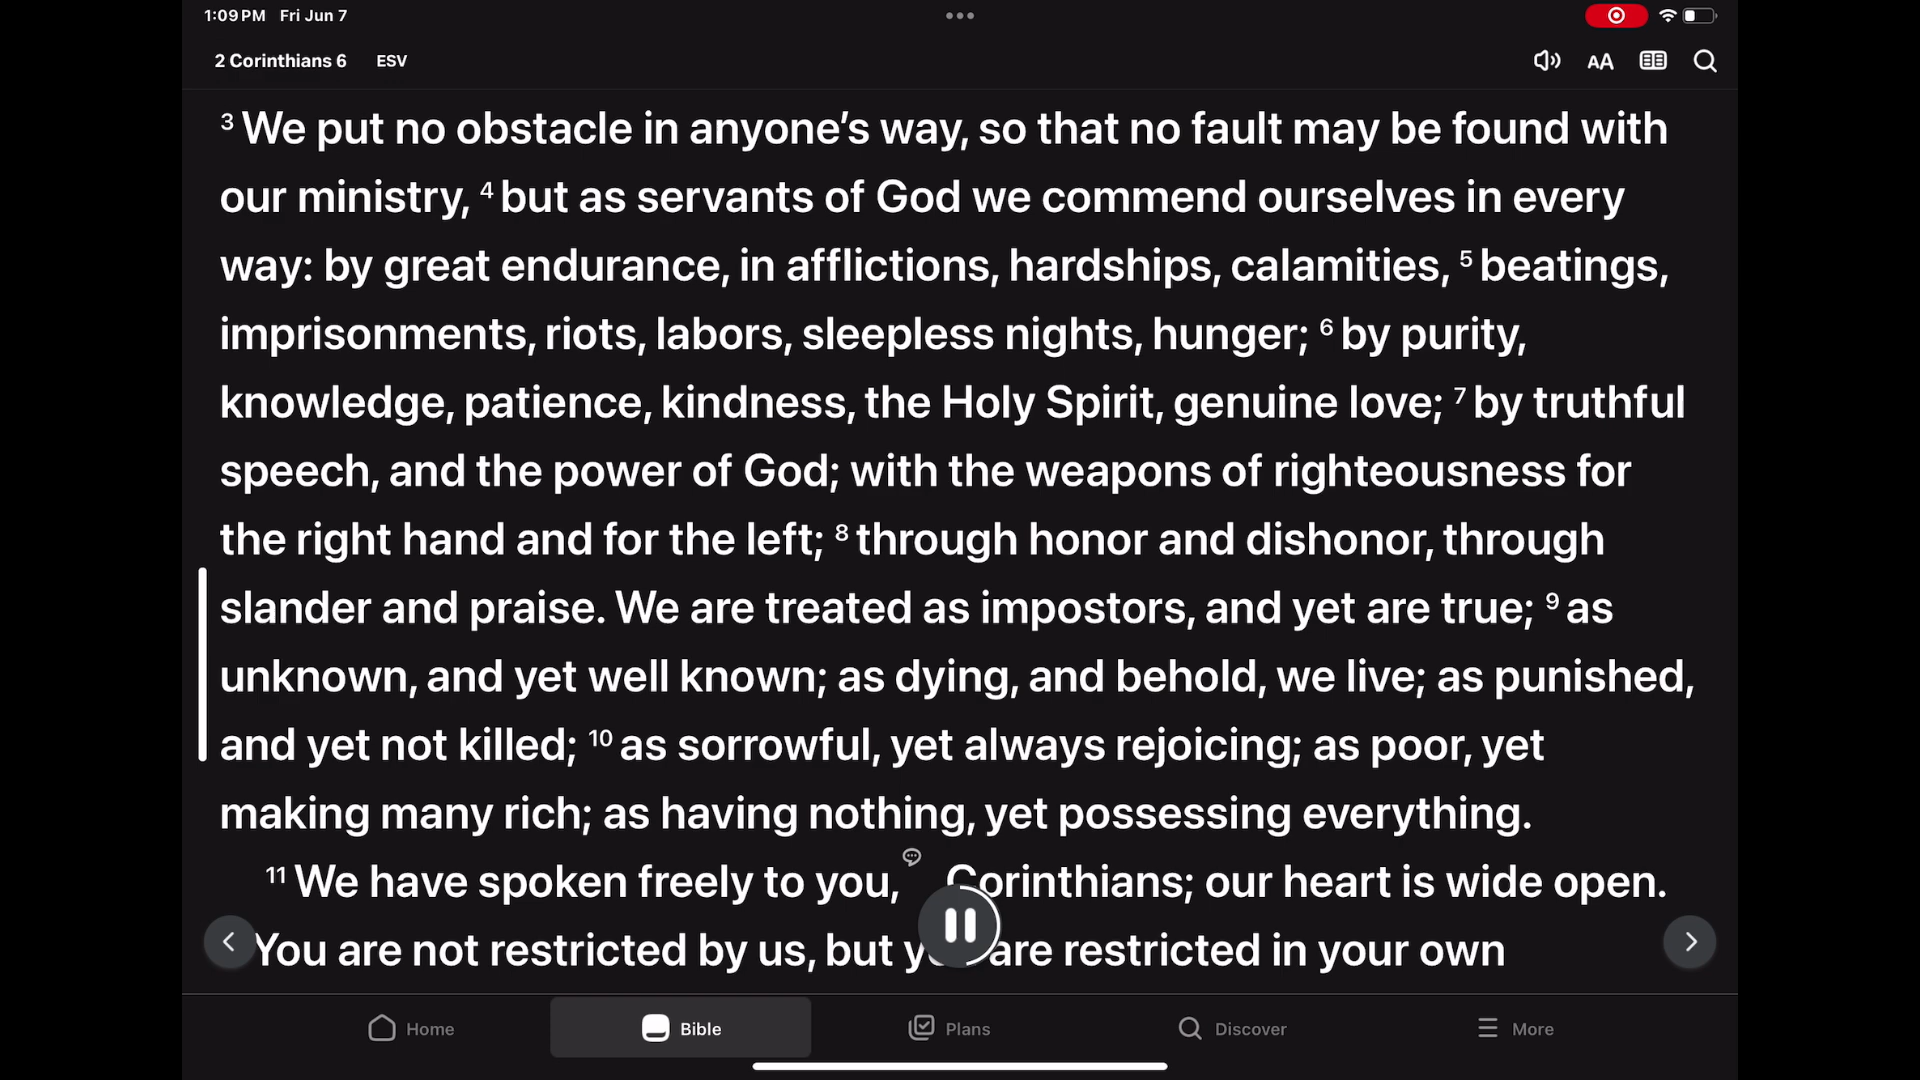 1:09 PM Fri Jun 7
2 Corinthians 6 ESV AA
3 We put no obstacle in anyone's way, so that no fault may be found with
our ministry, 4 but as servants of God we commend ourselves in every
way: by great endurance, in afflictions, hardships, calamities, 5 beatings,
imprisonments, riots, labors, sleepless nights, hunger; 6 by purity,
knowledge, patience, kindness, the Holy Spirit, genuine love; 7 by truthful
speech, and the power of God; with the weapons of righteousness for
the right hand and for the left; 8 through honor and dishonor, through
slander and praise. We are treated as impostors, and yet are true; 9 as
unknown, and yet well known; as dying, and behold, we live; as punished,
and yet not killed; 10 as sorrowful, yet always rejoicing; as poor, yet
making many rich; as having nothing, yet possessing everything.
11 We have spoken freely to you, Corinthians; our heart is wide open.
You are not restricted by us, but are restricted in your own
Home Bible Plans Discover More